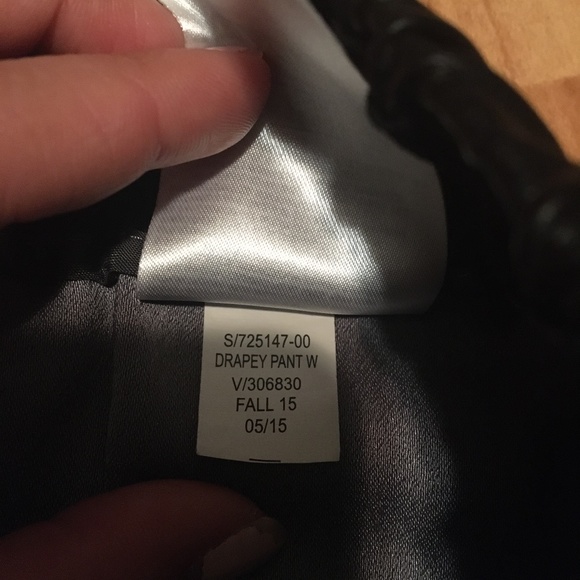 S/725147-00
DRAPEY PANT W
V/306830
FALL 15
05/15